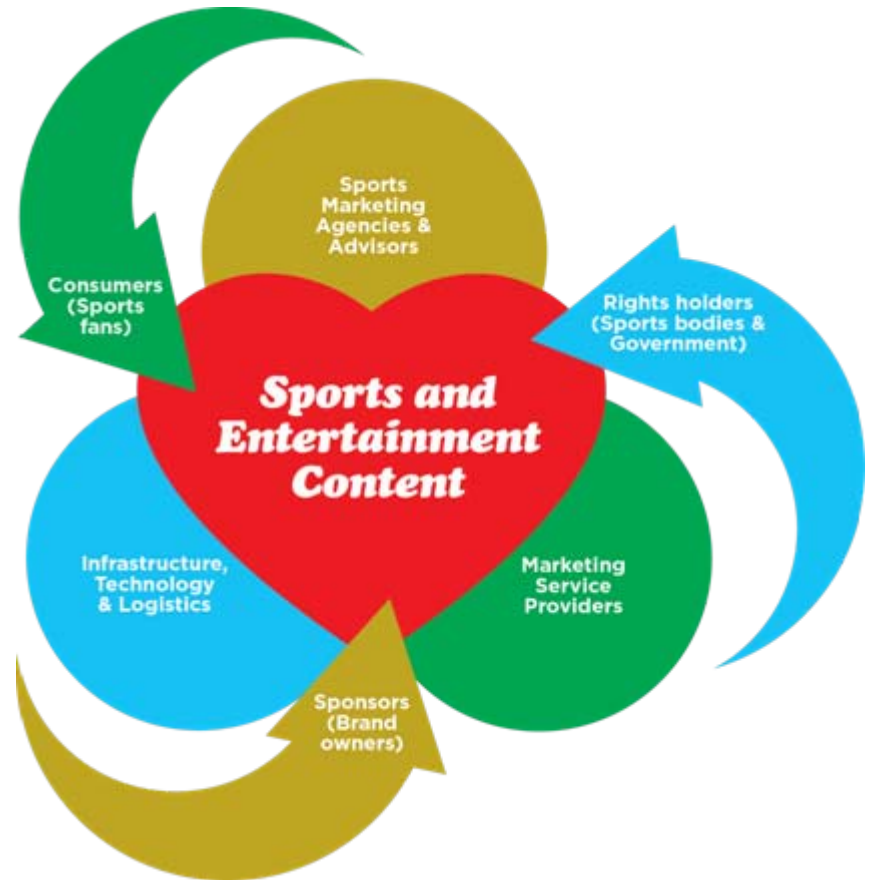 Sports
Marketing
Agencies &
Advisors
Consumers
(Sports
fans)
Rights holders
(Sports bodies &
Government)
Sports and
Entertainment
Content
Infrastructure,
Technology
& Logistics
Marketing
Service
Providers
Sponsors
(Brand
owners)